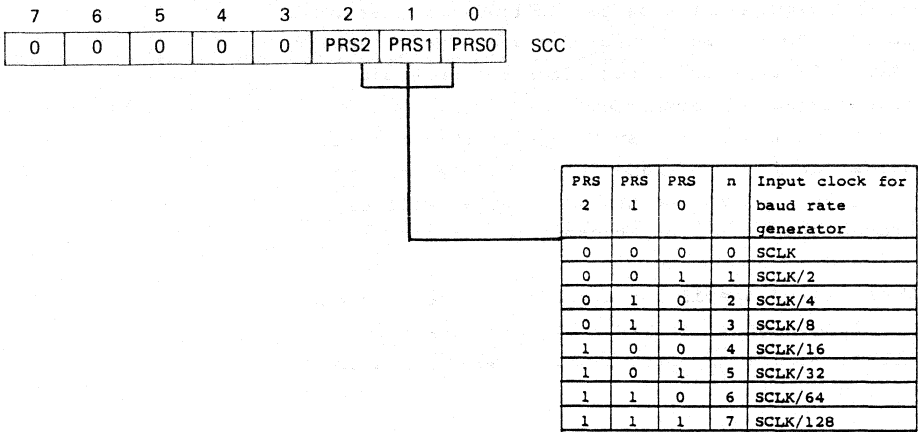 7 6 5 4 3 2 1 0
0 0 0 0 0 PRS2 PRS1 PRS0 SCC
PRS PRS PRS n Input clock for
2 1 0 baud rate
generator
0 0 0 0 SCLK
0 0 1 1 SCLK/2
0 1 0 2 SCLK/4
0 1 1 3 SCLK/8
1 0 0 4 SCLK/16
1 0 1 5 SCLK/32
1 1 0 6 SCLK/64
1 1 1 7 SCLK/128